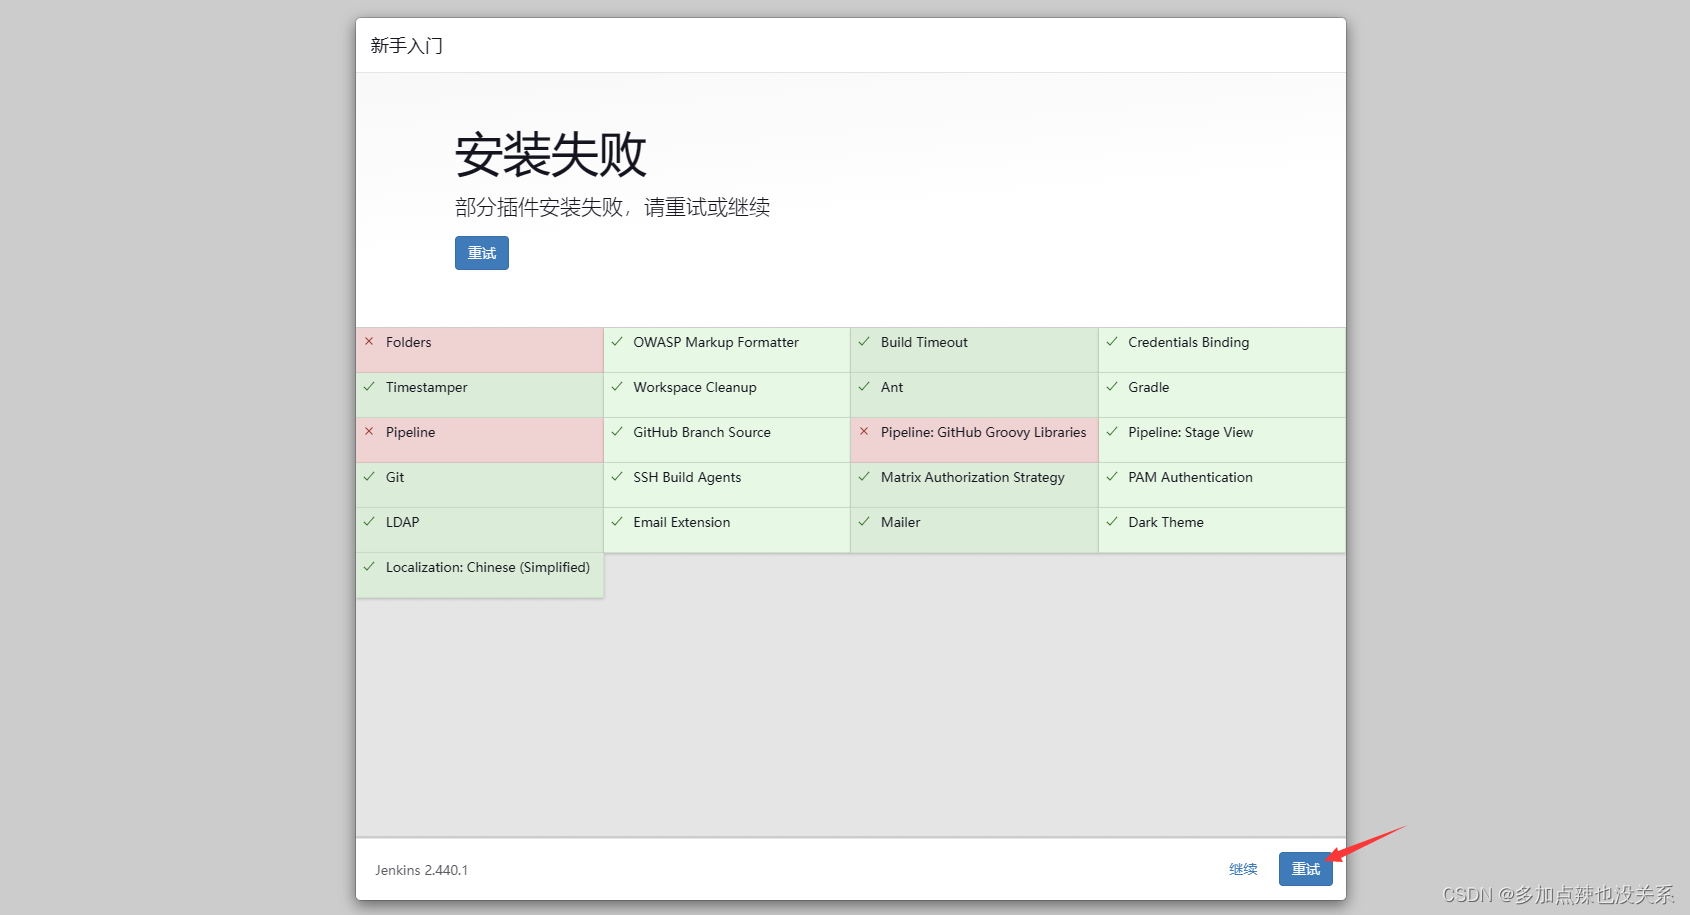 新手入门
安装失败
部分插件安装失败，请重试或继续
重试
Folders
OWASP Markup Formatter
Build Timeout
Credentials Binding
Timestamper
Workspace Cleanup
Ant
Gradle
Pipeline
GitHub Branch Source
Pipeline: GitHub Groovy Libraries
Pipeline: Stage View
Git
SSH Build Agents
Matrix Authorization Strategy
PAM Authentication
LDAP
Email Extension
Mailer
Dark Theme
Localization: Chinese (Simplified)
Jenkins 2.440.1
继续
重试
CSDN @多加点辣也没关系